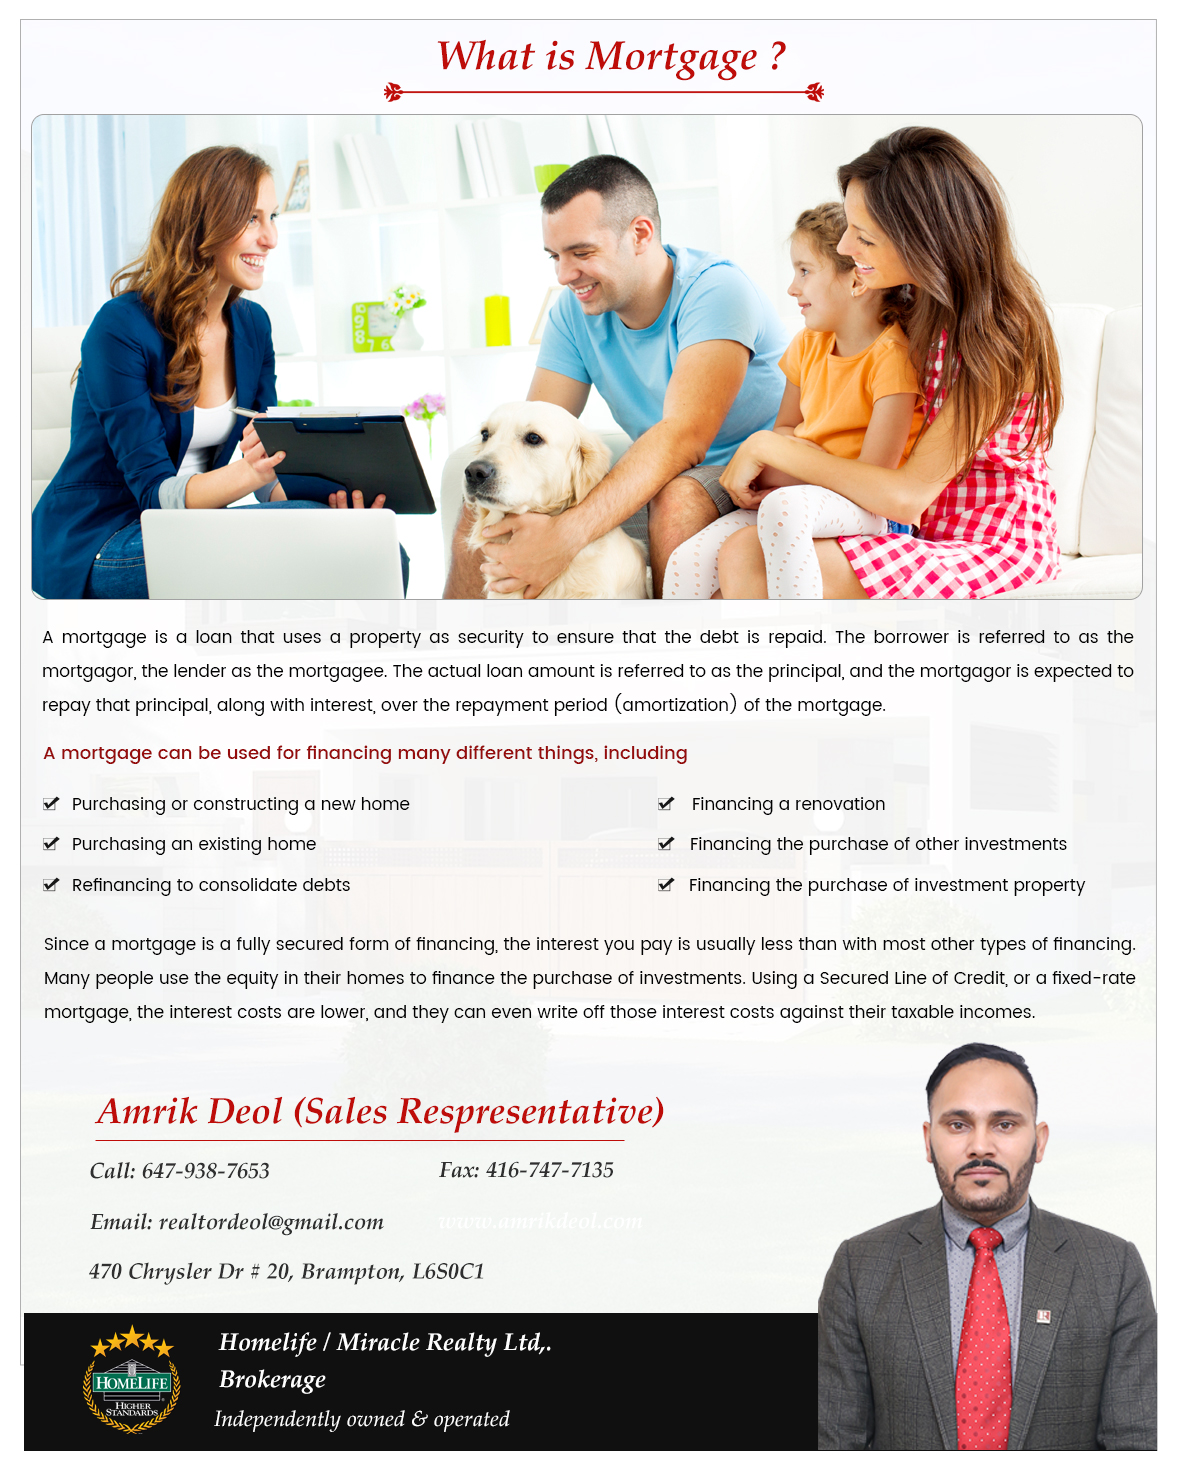 What is Mortgage ?
A mortgage is a loan that uses a property as security to ensure that the debt is repaid. The borrower is referred to as the
mortgagor, the lender as the mortgagee. The actual loan amount is referred to as the principal, and the mortgagor is expected to
repay that principal, along with interest, over the repayment period (amortization) of the mortgage.
A mortgage can be used for financing many different things, including
Purchasing or constructing a new home
Financing a renovation
Purchasing an existing home
Financing the purchase of other investments
Refinancing to consolidate debts
Financing the purchase of investment property
Since a mortgage is a fully secured form of financing, the interest you pay is usually less than with most other types of financing.
Many people use the equity in their homes to finance the purchase of investments. Using a Secured Line of Credit, or a fixed-rate
mortgage, the interest costs are lower, and they can even write off those interest costs against their taxable incomes.
Amrik Deol (Sales Respresentative)
Call: 647-938-7653
Fax: 416-747-7135
Email: realtordeol@gmail.com
www.amrikdeol.com
470 Chrysler Dr # 20, Brampton, L6S0C1
Homelife / Miracle Realty Ltd,.
Brokerage
Independently owned & operated
HOMELIFE
HIGHER
STANDARDS